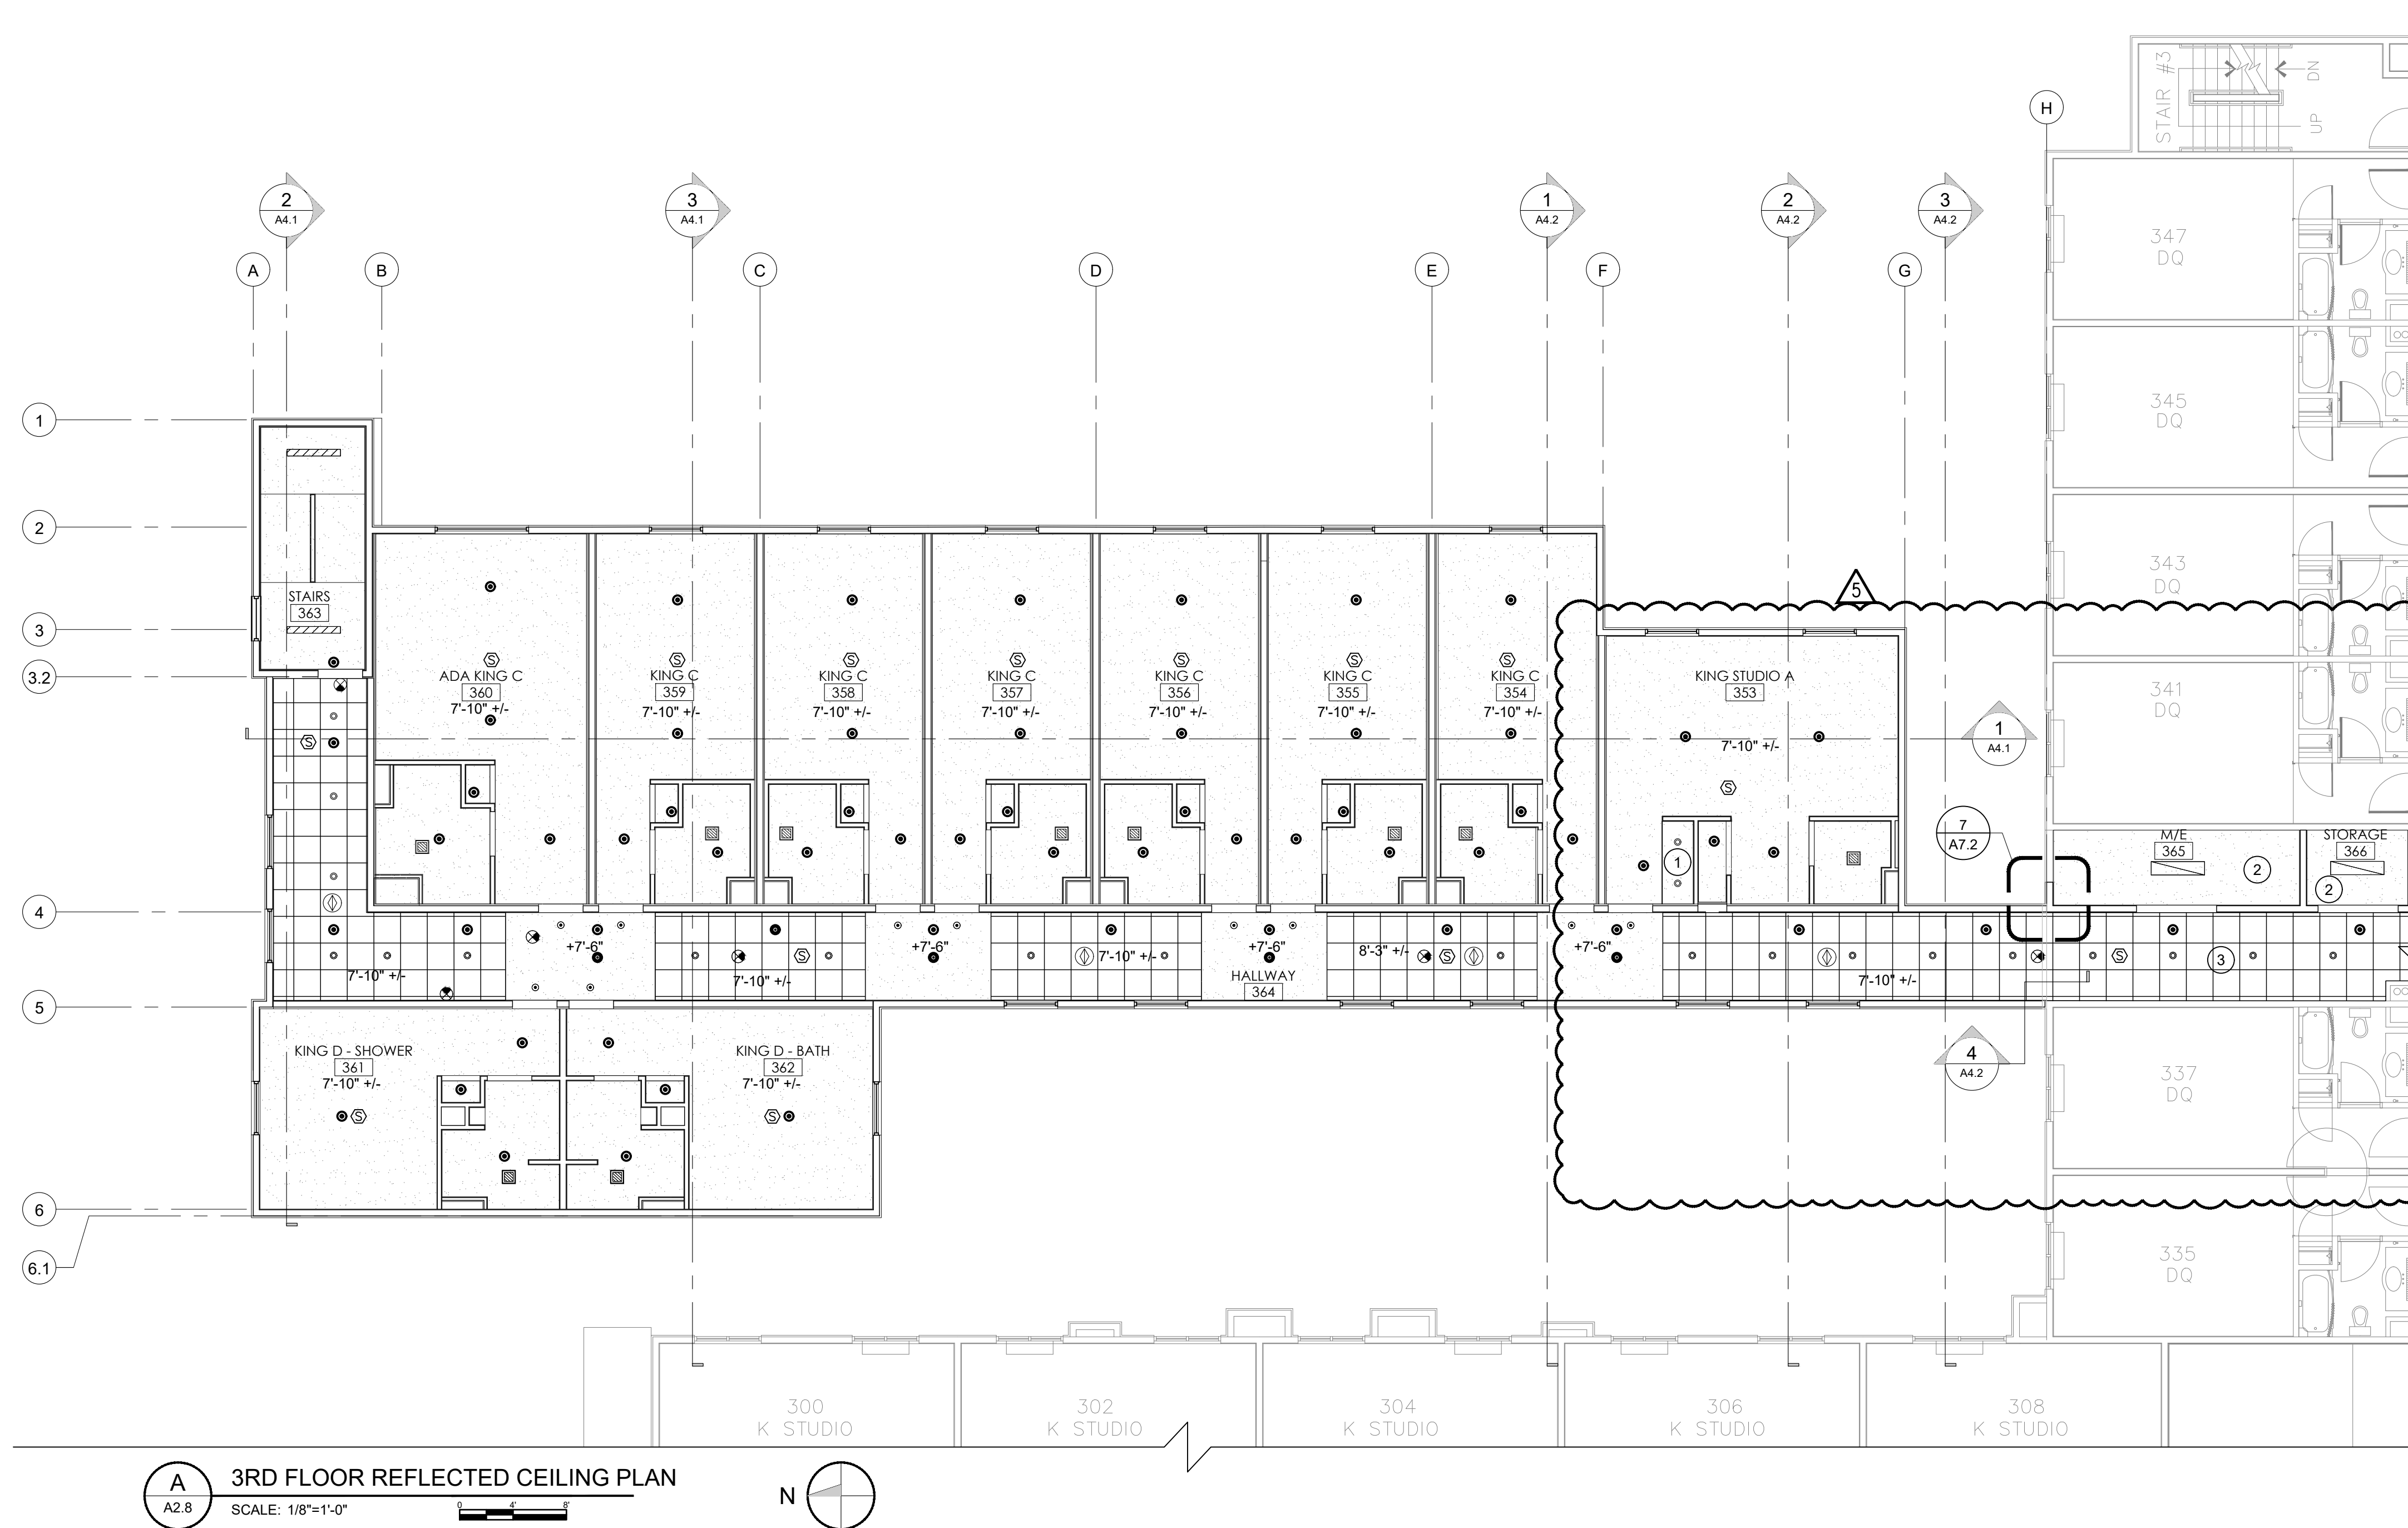 STAIR #3
DN
UP
H
2
A4.1
3
A4.1
1
A4.2
2
A4.2
3
A4.2
A
B
C
D
E
F
G
347
DQ
345
DQ
343
DQ
341
DQ
1
2
3
3.2
4
5
6
6.1
5
STAIRS
363
S
ADA KING C
360
7'-10" +/-
S
KING C
359
7'-10" +/-
S
KING C
358
7'-10" +/-
S
KING C
357
7'-10" +/-
S
KING C
356
7'-10" +/-
S
KING C
355
7'-10" +/-
S
KING C
354
7'-10" +/-
KING STUDIO A
353
7'-10" +/-
S
1
A4.1
S
1
7
A7.2
M/E
365
2
STORAGE
366
2
7'-10" +/-
+7'-6"
S
7'-10" +/-
+7'-6"
7'-10" +/-
+7'-6"
HALLWAY
364
8'-3" +/-
S
+7'-6"
7'-10" +/-
S
3
KING D - SHOWER
361
7'-10" +/-
S
KING D - BATH
362
7'-10" +/-
S
4
A4.2
337
DQ
335
DQ
300
K STUDIO
302
K STUDIO
304
K STUDIO
306
K STUDIO
308
K STUDIO
A
A2.8
3RD FLOOR REFLECTED CEILING PLAN
SCALE: 1/8"=1'-0"
0 4' 8'
N